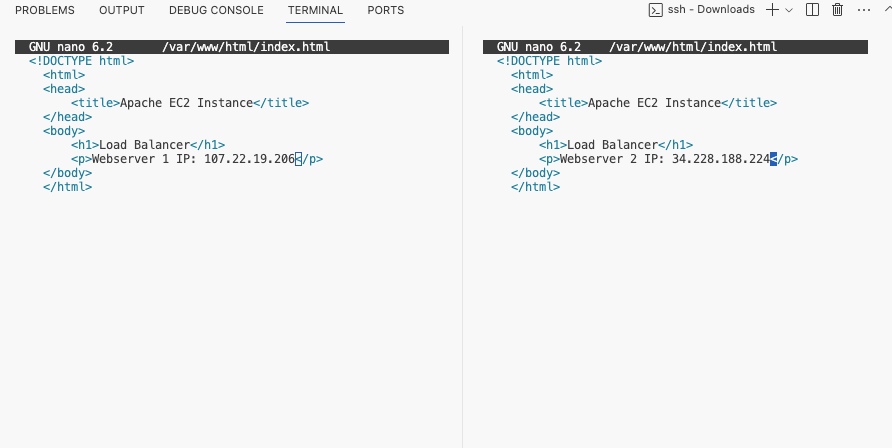 PROBLEMS OUTPUT DEBUG CONSOLE TERMINAL PORTS ssh - Downloads
GNU nano 6.2 /var/www/html/index.html
<!DOCTYPE html>
<html>
<head>
<title>Apache EC2 Instance</title>
</head>
<body>
<h1>Load Balancer</h1>
<p>Webserver 1 IP: 107.22.19.206</p>
</body>
</html>
GNU nano 6.2 /var/www/html/index.html
<!DOCTYPE html>
<html>
<head>
<title>Apache EC2 Instance</title>
</head>
<body>
<h1>Load Balancer</h1>
<p>Webserver 2 IP: 34.228.188.224</p>
</body>
</html>